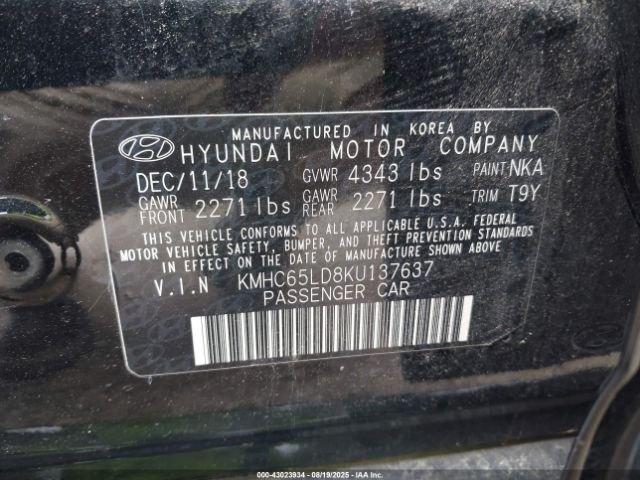 MANUFACTURED IN KOREA BY
HYUNDAI MOTOR COMPANY
DEC/11/18 GVWR 4343 lbs PAINT NKA
GAWR FRONT 2271 lbs GAWR REAR 2271 lbs TRIM T9Y
THIS VEHICLE CONFORMS TO ALL APPLICABLE U.S.A. FEDERAL
MOTOR VEHICLE SAFETY, BUMPER, AND THEFT PREVENTION STANDARDS
IN EFFECT ON THE DATE OF MANUFACTURE SHOWN ABOVE.
V.I.N KMHC65LD8KU137637
PASSENGER CAR
000-43023934 • 08/19/2025 • IAA Inc.